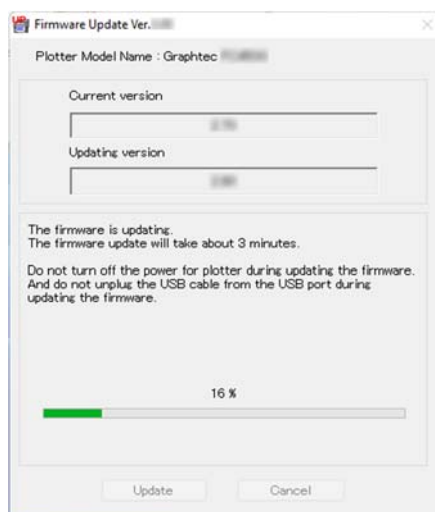 Firmware Update Ver.
Plotter Model Name : Graphtec
Current version
Updating version
The firmware is updating.
The firmware update will take about 3 minutes.
Do not turn off the power for plotter during updating the firmware.
And do not unplug the USB cable from the USB port during
updating the firmware.
16 %
Update
Cancel